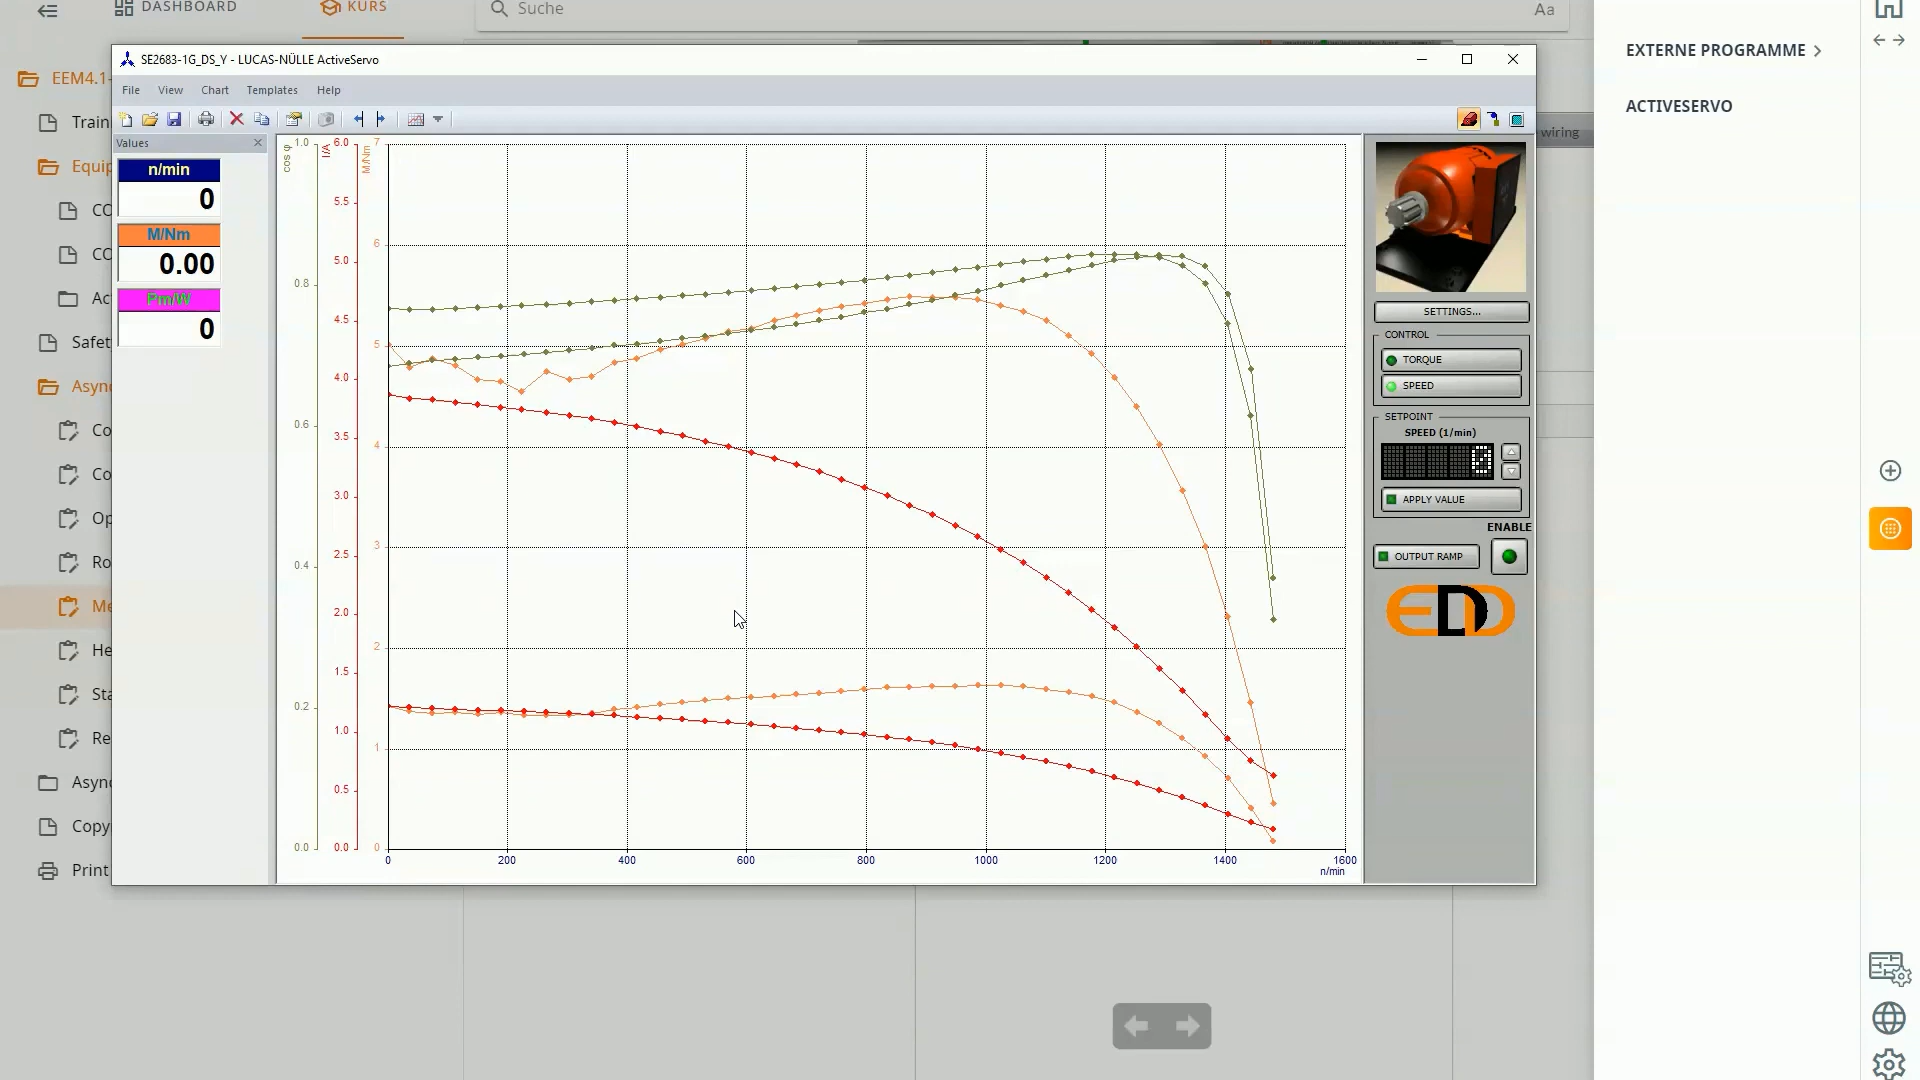 DASHBOARD
KURS
Suche
Aa
EXTERNE PROGRAMME
ACTIVESERVO
EEM4.1-
Train
Equip
CO
CO
Ac
Safet
Asyn
Co
Co
Op
Ro
Me
He
Sta
Re
Async
Copy
Print
wiring
SE2683-1G_DS_Y - LUCAS-NÜLLE ActiveServo
File View Chart Templates Help
Values
n/min
0
M/Nm
0.00
Pm/W
0
cos φ
1.0
0.8
0.6
0.4
0.2
0.0
I/A
6.0
5.5
5.0
4.5
4.0
3.5
3.0
2.5
2.0
1.5
1.0
0.5
0.0
M/Nm
7
6
5
4
3
2
1
0
0 200 400 600 800 1000 1200 1400 1600
n/min
SETTINGS...
CONTROL
TORQUE
SPEED
SETPOINT
SPEED (1/min)
0
APPLY VALUE
ENABLE
OUTPUT RAMP
EDD